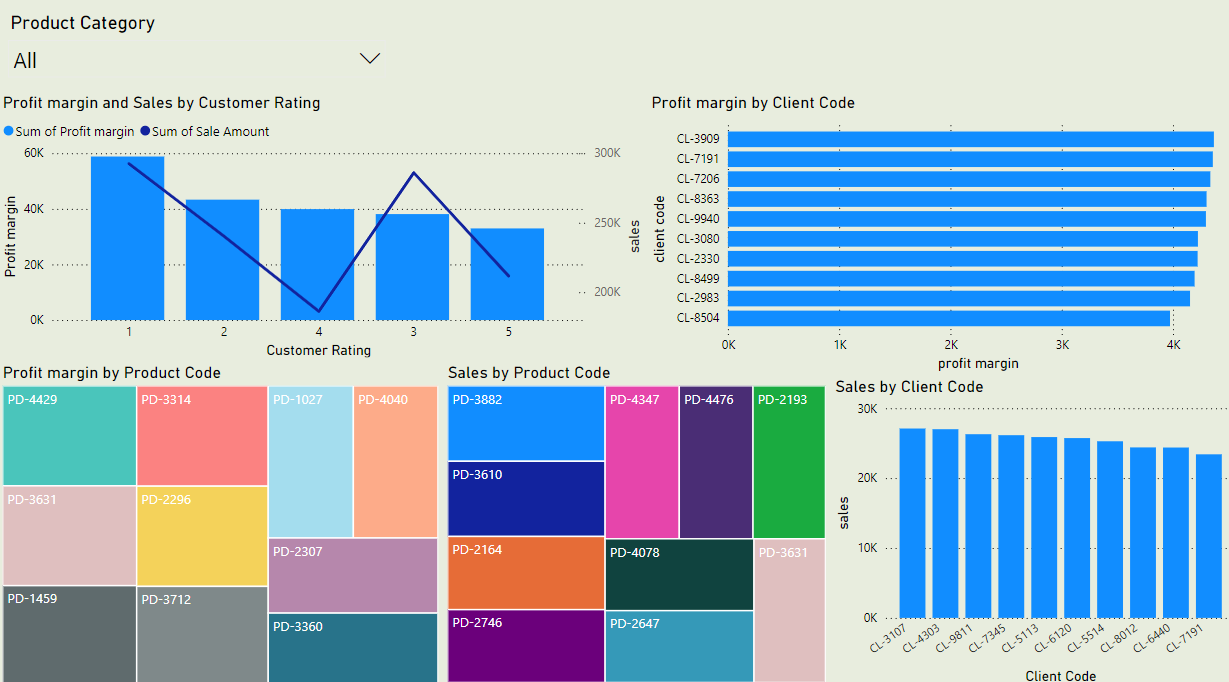 Product Category
All
Profit margin and Sales by Customer Rating
Sum of Profit margin Sum of Sale Amount
Profit margin
60K
40K
20K
0K
300K
250K
200K
sales
1 2 4 3 5
Customer Rating
Profit margin by Client Code
client code
CL-3909
CL-7191
CL-7206
CL-8363
CL-9940
CL-3080
CL-2330
CL-8499
CL-2983
CL-8504
0K 1K 2K 3K 4K
profit margin
Profit margin by Product Code
PD-4429 PD-3314 PD-1027 PD-4040
PD-3631 PD-2296
PD-2307
PD-1459 PD-3712
PD-3360
Sales by Product Code
PD-3882 PD-4347 PD-4476 PD-2193
PD-3610
PD-2164 PD-4078 PD-3631
PD-2746 PD-2647
Sales by Client Code
sales
30K
20K
10K
0K
CL-3107 CL-4303 CL-9811 CL-7345 CL-5113 CL-6120 CL-5514 CL-8012 CL-6440 CL-7191
Client Code